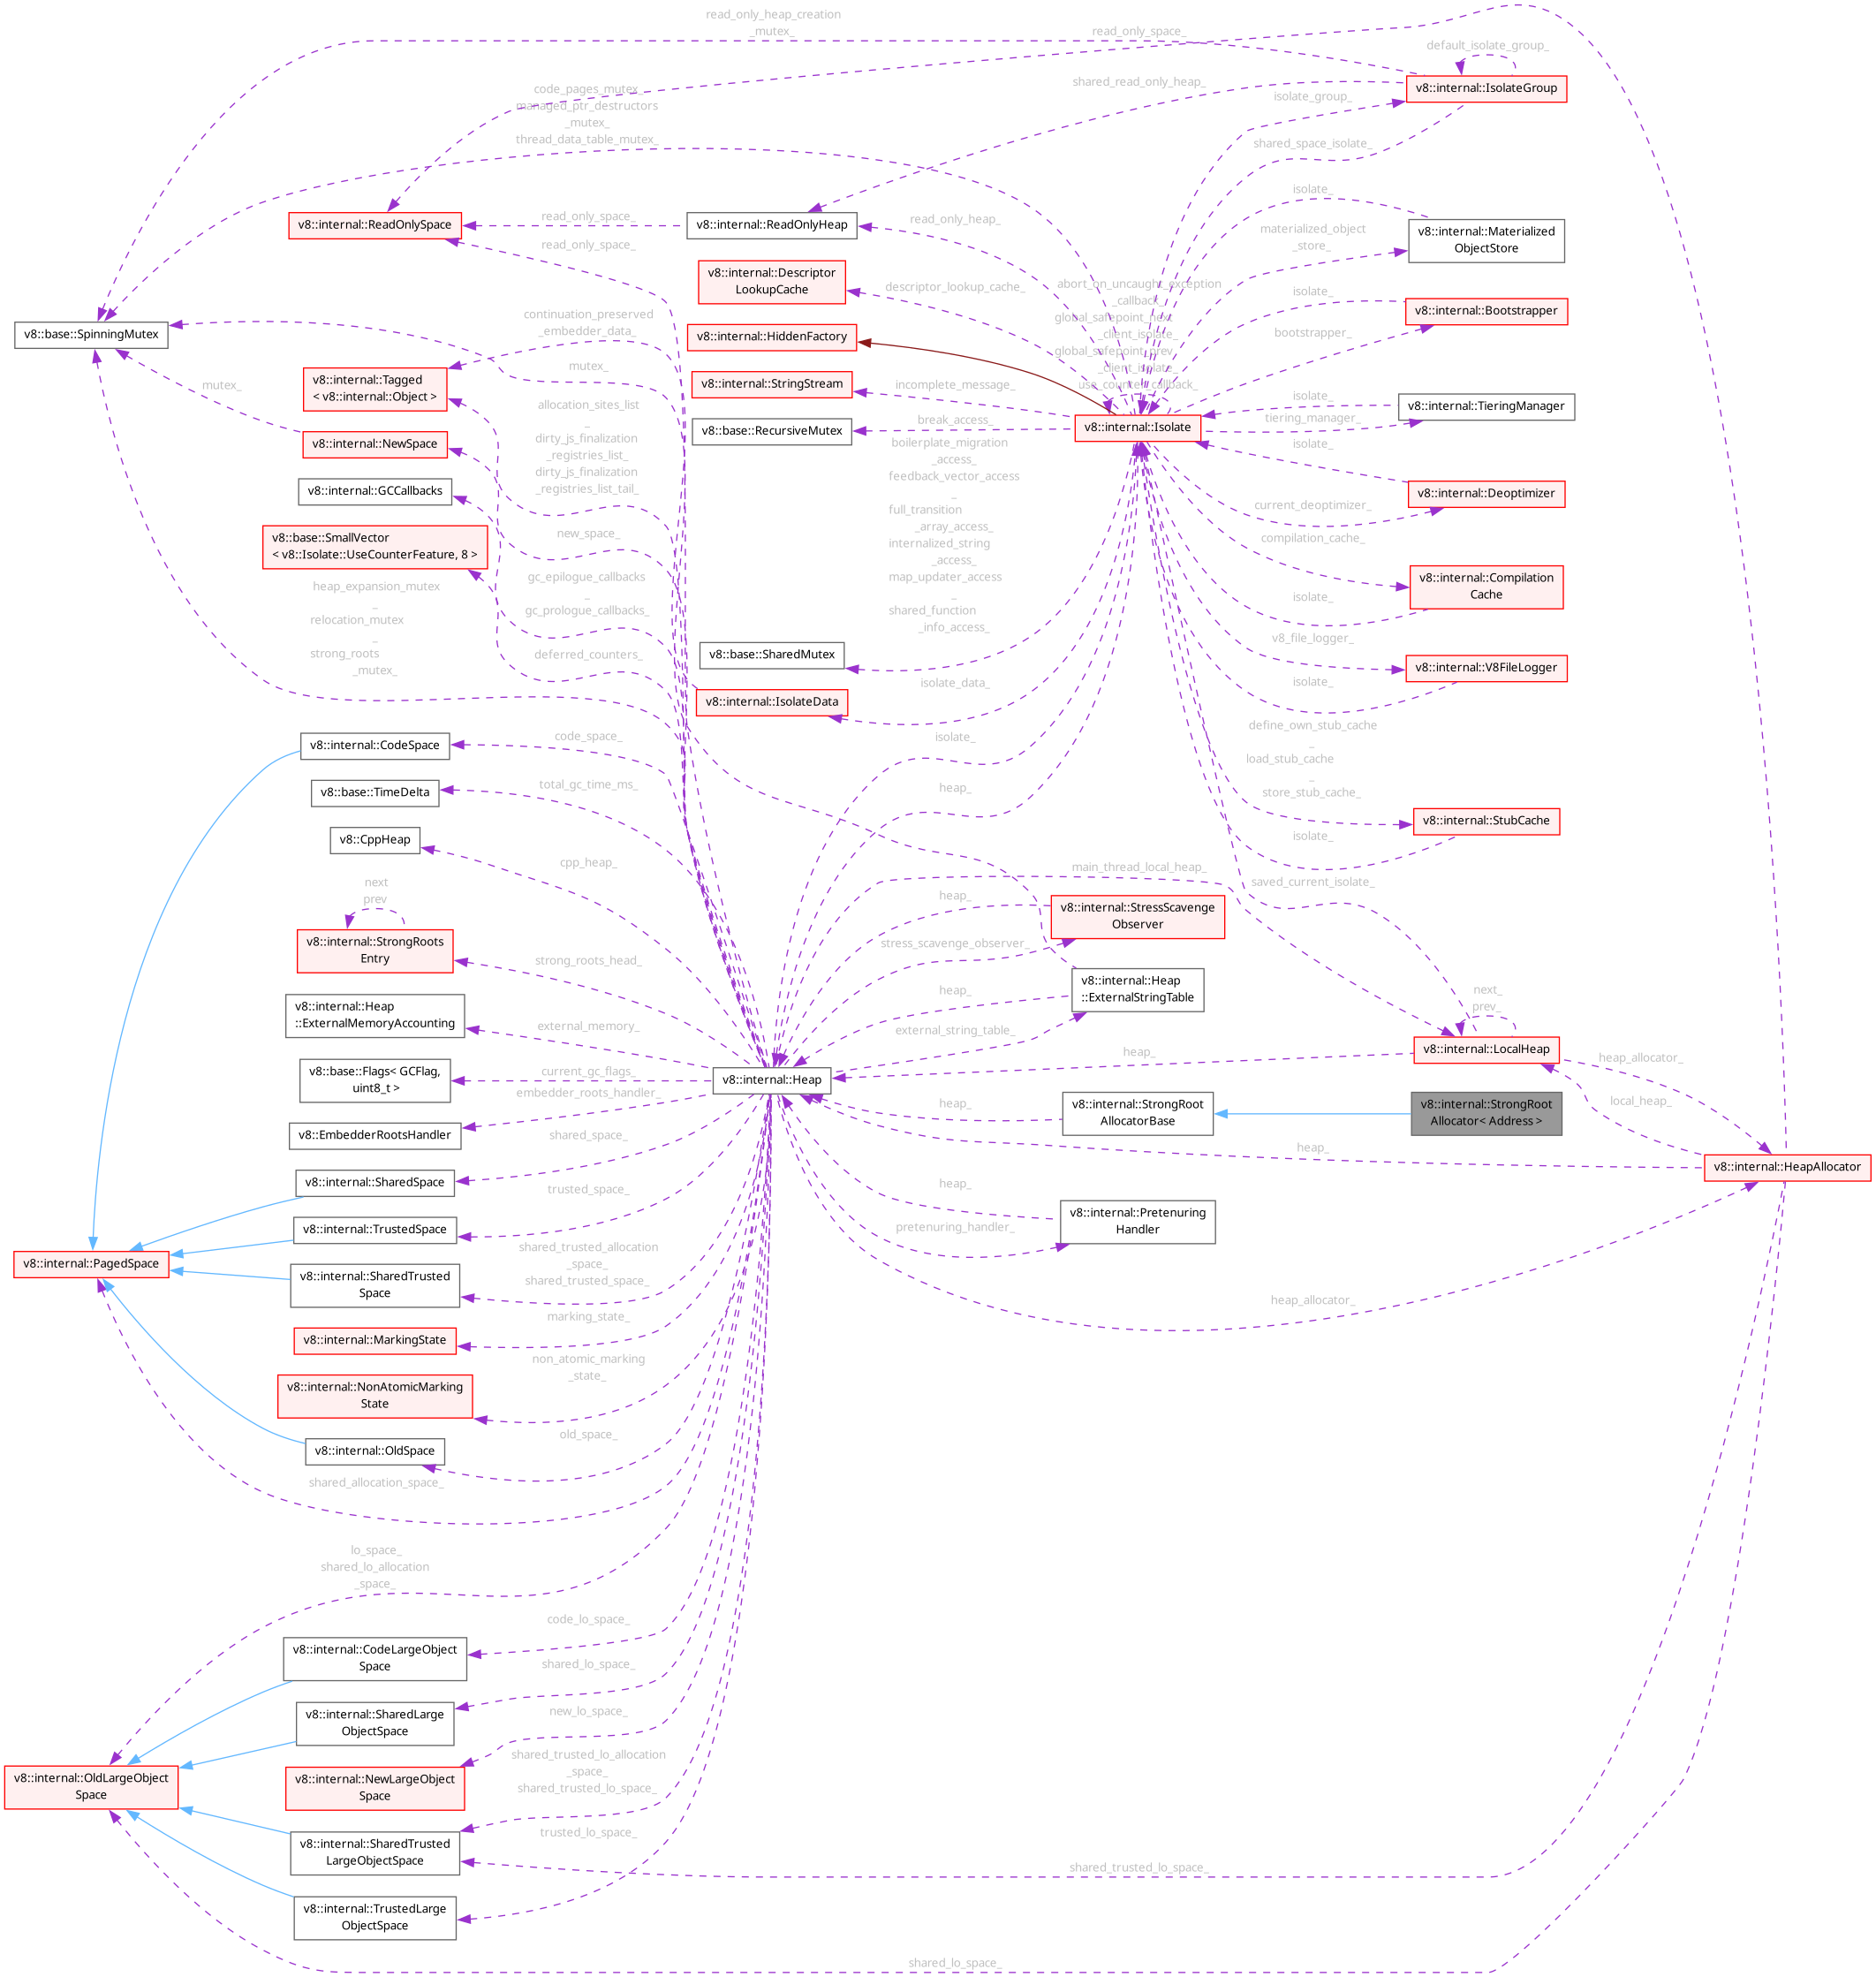 read_only_heap_creation
_mutex_
read_only_space_
default_isolate_group_
v8::internal::IsolateGroup
shared_read_only_heap_
isolate_group_
code_pages_mutex_
managed_ptr_destructors
_mutex_
thread_data_table_mutex_
shared_space_isolate_
isolate_
v8::internal::ReadOnlySpace
read_only_space_
v8::internal::ReadOnlyHeap
read_only_heap_
v8::internal::Materialized
ObjectStore
materialized_object
_store_
read_only_space_
v8::internal::Descriptor
LookupCache
descriptor_lookup_cache_
abort_on_uncaught_exception
_callback_
global_safepoint_next
_client_isolate_
global_safepoint_prev
_client_isolate_
use_counter_callback_
isolate_
v8::internal::Bootstrapper
bootstrapper_
v8::base::SpinningMutex
continuation_preserved
_embedder_data_
v8::internal::HiddenFactory
mutex_
v8::internal::Tagged
< v8::internal::Object >
mutex_
v8::internal::StringStream
incomplete_message_
isolate_
v8::internal::TieringManager
tiering_manager_
v8::internal::NewSpace
allocation_sites_list
_
dirty_js_finalization
_registries_list_
dirty_js_finalization
_registries_list_tail_
v8::base::RecursiveMutex
break_access_
v8::internal::Isolate
isolate_
v8::internal::GCCallbacks
boilerplate_migration
_access_
feedback_vector_access
_
full_transition
_array_access_
internalized_string
_access_
map_updater_access
_
shared_function
_info_access_
current_deoptimizer_
v8::internal::Deoptimizer
new_space_
compilation_cache_
v8::base::SmallVector
< v8::Isolate::UseCounterFeature, 8 >
gc_epilogue_callbacks
_
gc_prologue_callbacks_
isolate_
v8::internal::Compilation
Cache
heap_expansion_mutex
_
relocation_mutex
_
strong_roots
_mutex_
deferred_counters_
v8::base::SharedMutex
v8_file_logger_
v8::internal::V8FileLogger
isolate_
v8::internal::IsolateData
isolate_data_
define_own_stub_cache
_
load_stub_cache
_
store_stub_cache_
v8::internal::CodeSpace
code_space_
isolate_
v8::base::TimeDelta
total_gc_time_ms_
heap_
v8::CppHeap
cpp_heap_
isolate_
v8::internal::StubCache
next
prev
main_thread_local_heap_
saved_current_isolate_
v8::internal::StrongRoots
Entry
strong_roots_head_
heap_
v8::internal::StressScavenge
Observer
stress_scavenge_observer_
v8::internal::Heap
::ExternalMemoryAccounting
external_memory_
heap_
v8::internal::Heap
::ExternalStringTable
external_string_table_
next_
prev_
v8::internal::LocalHeap
heap_
heap_allocator_
v8::base::Flags< GCFlag,
uint8_t >
current_gc_flags_
v8::internal::Heap
embedder_roots_handler_
v8::EmbedderRootsHandler
heap_
v8::internal::StrongRoot
AllocatorBase
v8::internal::StrongRoot
Allocator< Address >
local_heap_
shared_space_
heap_
v8::internal::HeapAllocator
v8::internal::SharedSpace
trusted_space_
heap_
v8::internal::TrustedSpace
v8::internal::Pretenuring
Handler
pretenuring_handler_
v8::internal::PagedSpace
shared_trusted_allocation
_space_
shared_trusted_space_
v8::internal::SharedTrusted
Space
heap_allocator_
marking_state_
v8::internal::MarkingState
non_atomic_marking
_state_
v8::internal::NonAtomicMarking
State
old_space_
v8::internal::OldSpace
shared_allocation_space_
lo_space_
shared_lo_allocation
_space_
code_lo_space_
v8::internal::CodeLargeObject
Space
shared_lo_space_
v8::internal::SharedLarge
ObjectSpace
new_lo_space_
v8::internal::OldLargeObject
Space
v8::internal::NewLargeObject
Space
shared_trusted_lo_allocation
_space_
shared_trusted_lo_space_
v8::internal::SharedTrusted
LargeObjectSpace
trusted_lo_space_
shared_trusted_lo_space_
v8::internal::TrustedLarge
ObjectSpace
shared_lo_space_